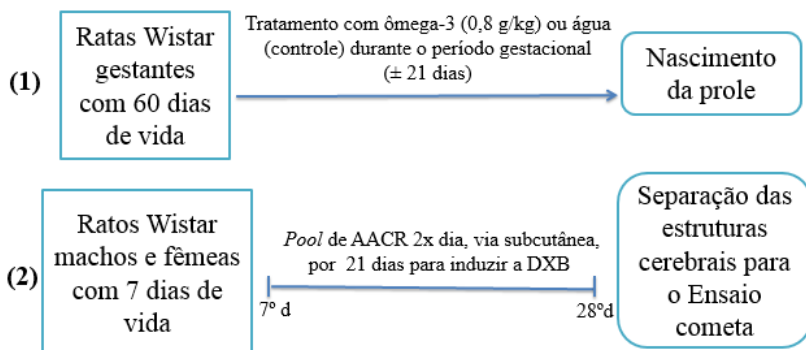 (1)
Ratas Wistar
gestantes
com 60 dias
de vida
Tratamento com ômega-3 (0,8 g/kg) ou água
(controle) durante o período gestacional
(± 21 dias)
Nascimento
da prole
(2)
Ratos Wistar
machos e fêmeas
com 7 dias de
vida
Pool de AACR 2x dia, via subcutânea,
por 21 dias para induzir a DXB
7º d
28ºd
Separação das
estruturas
cerebrais para
o Ensaio
cometa